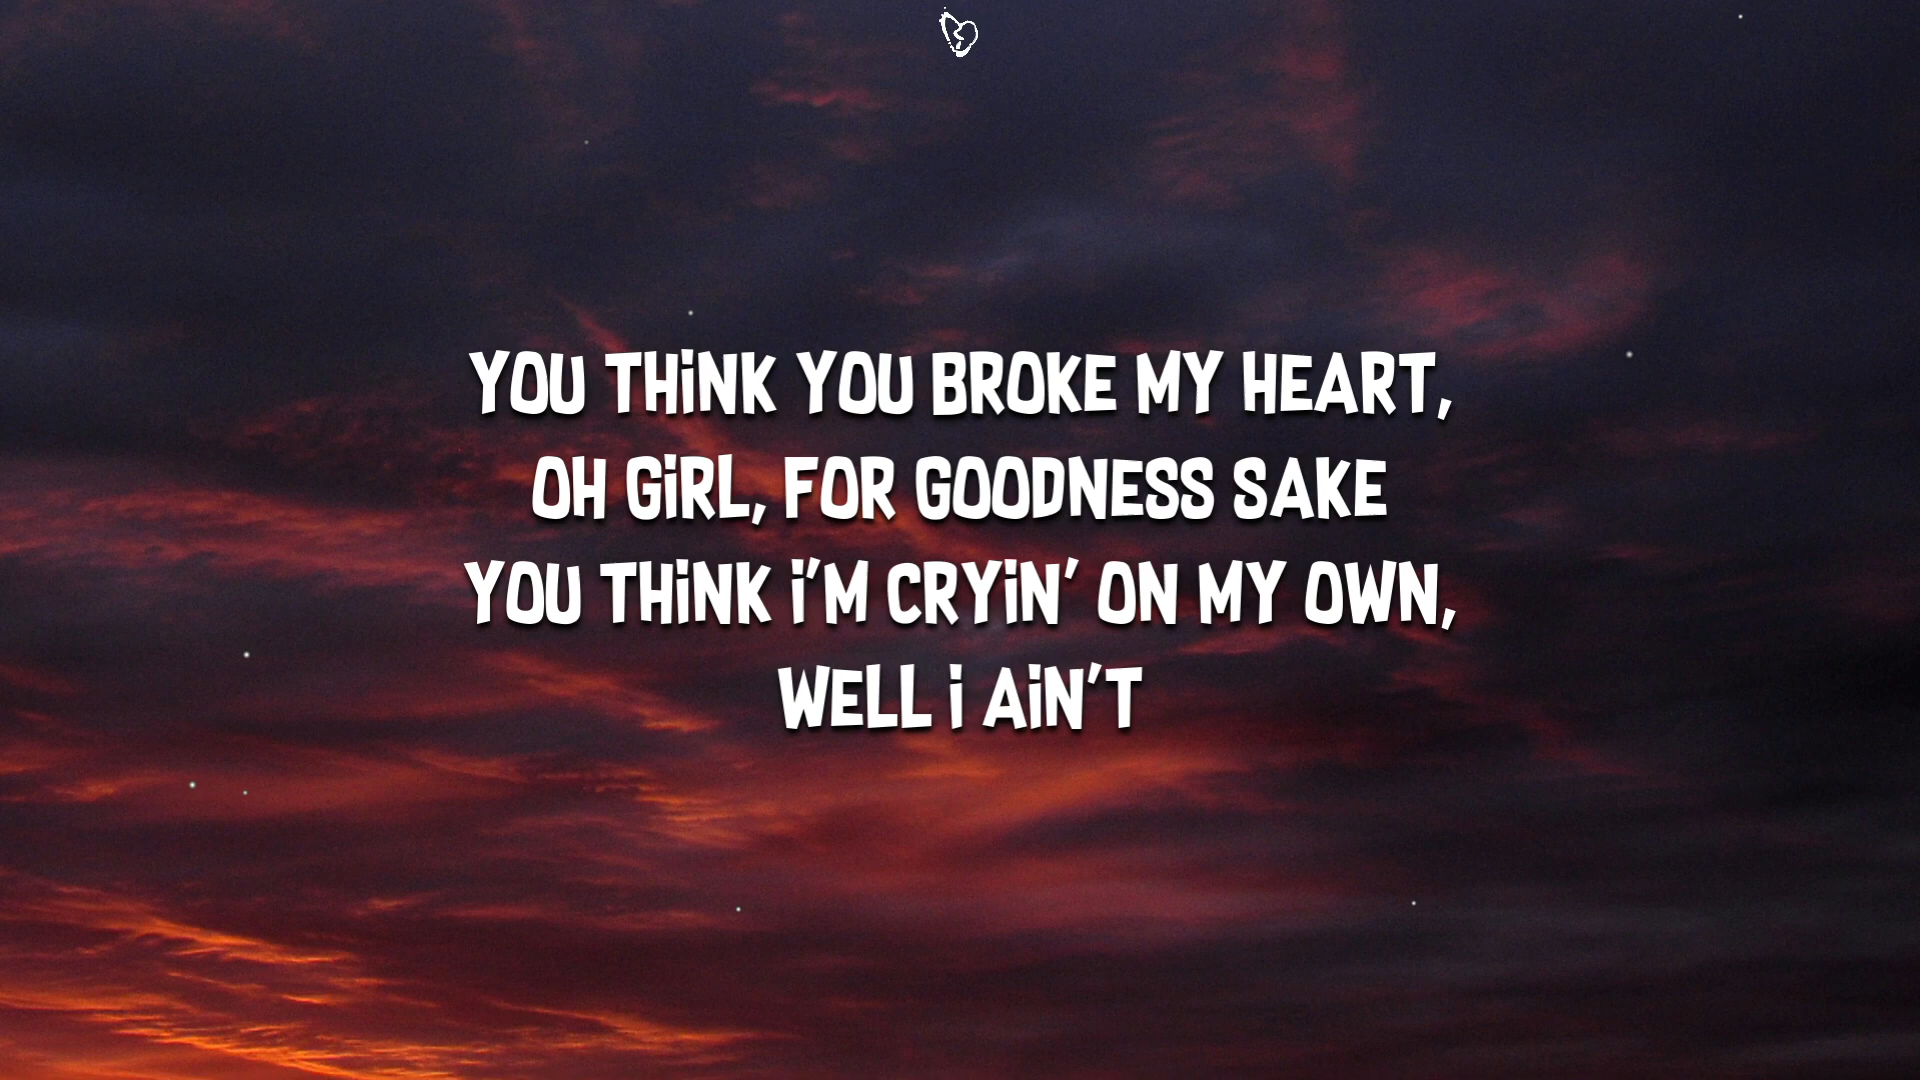 YOU THiNK YOU BROKE MY HEART,
OH GiRL, FOR GOODNESS SAKE
YOU THiNK i'M CRYiN' ON MY OWN,
WELL i AiN'T